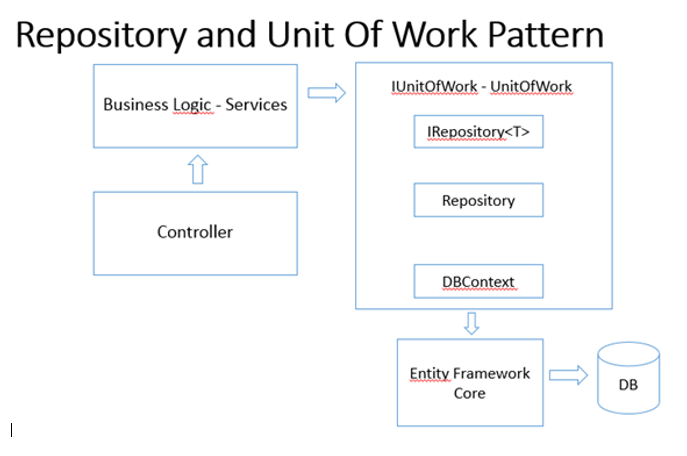 Repository and Unit Of Work Pattern
Business Logic - Services
IUnitOfWork - UnitOfWork
IRepository<T>
Repository
Controller
DBContext
Entity Framework
Core
DB